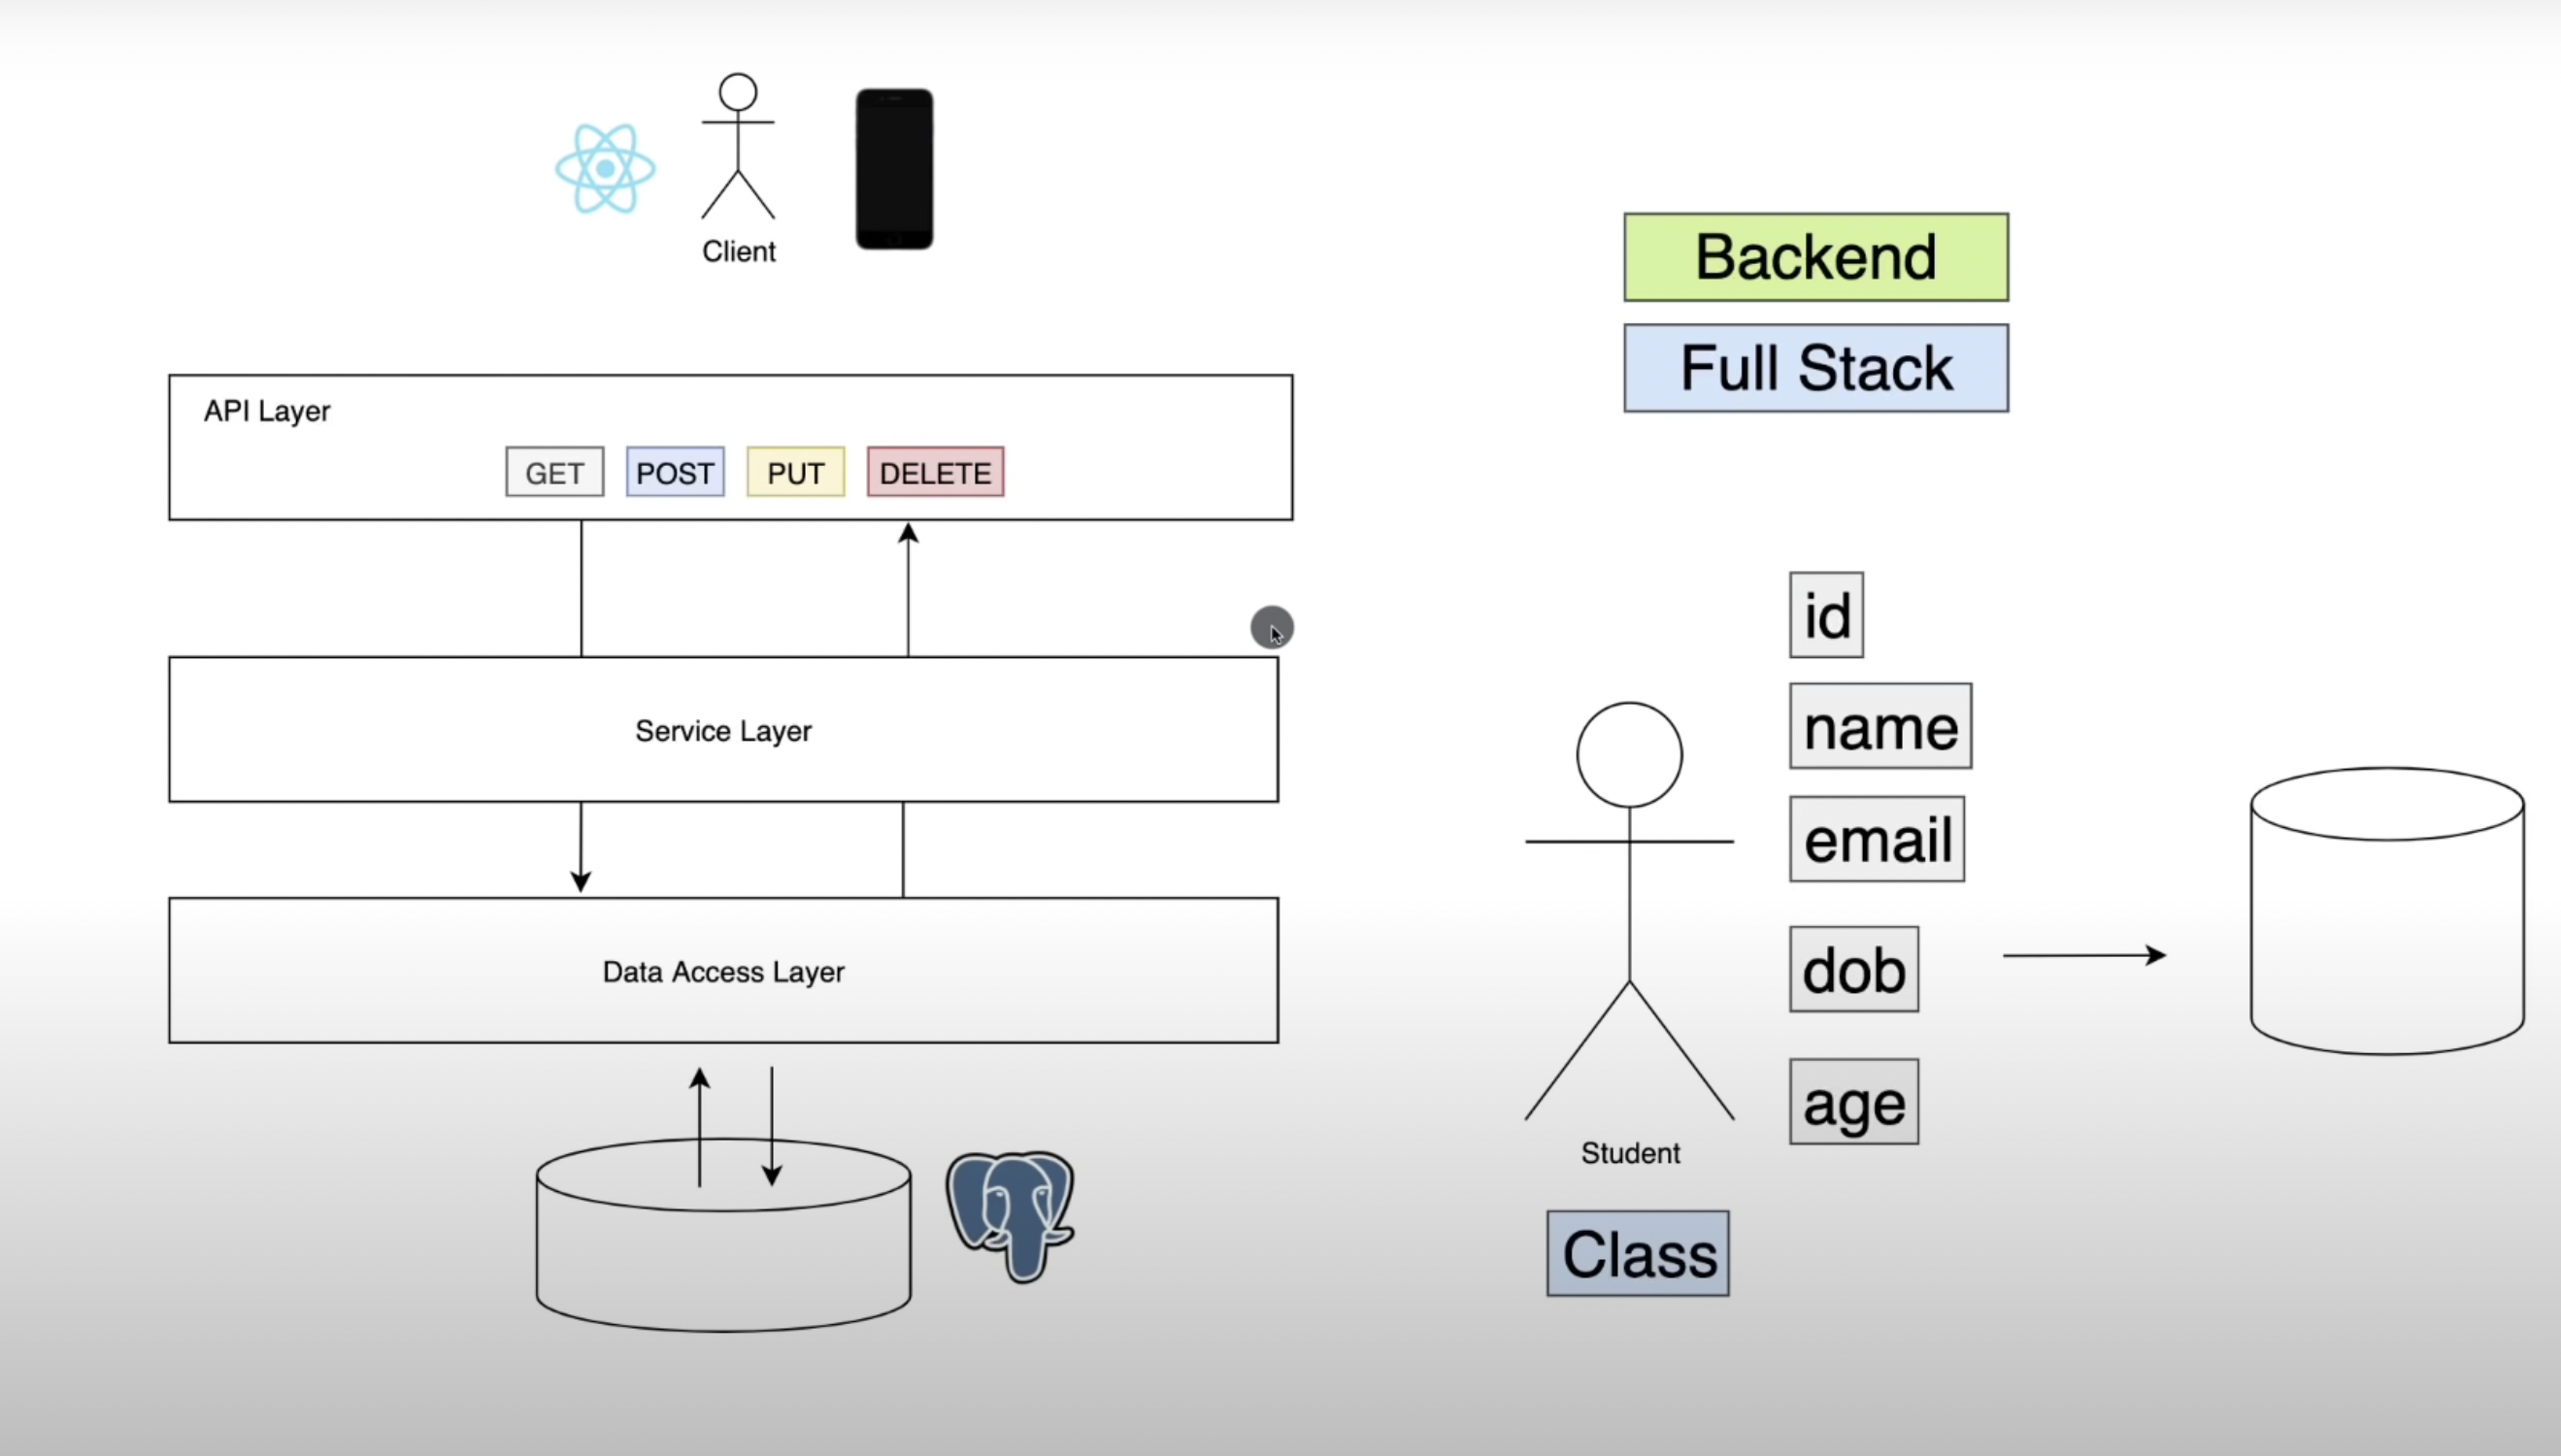 Client
API Layer
GET POST PUT DELETE
Service Layer
Data Access Layer
Backend
Full Stack
id
name
email
dob
age
Student
Class